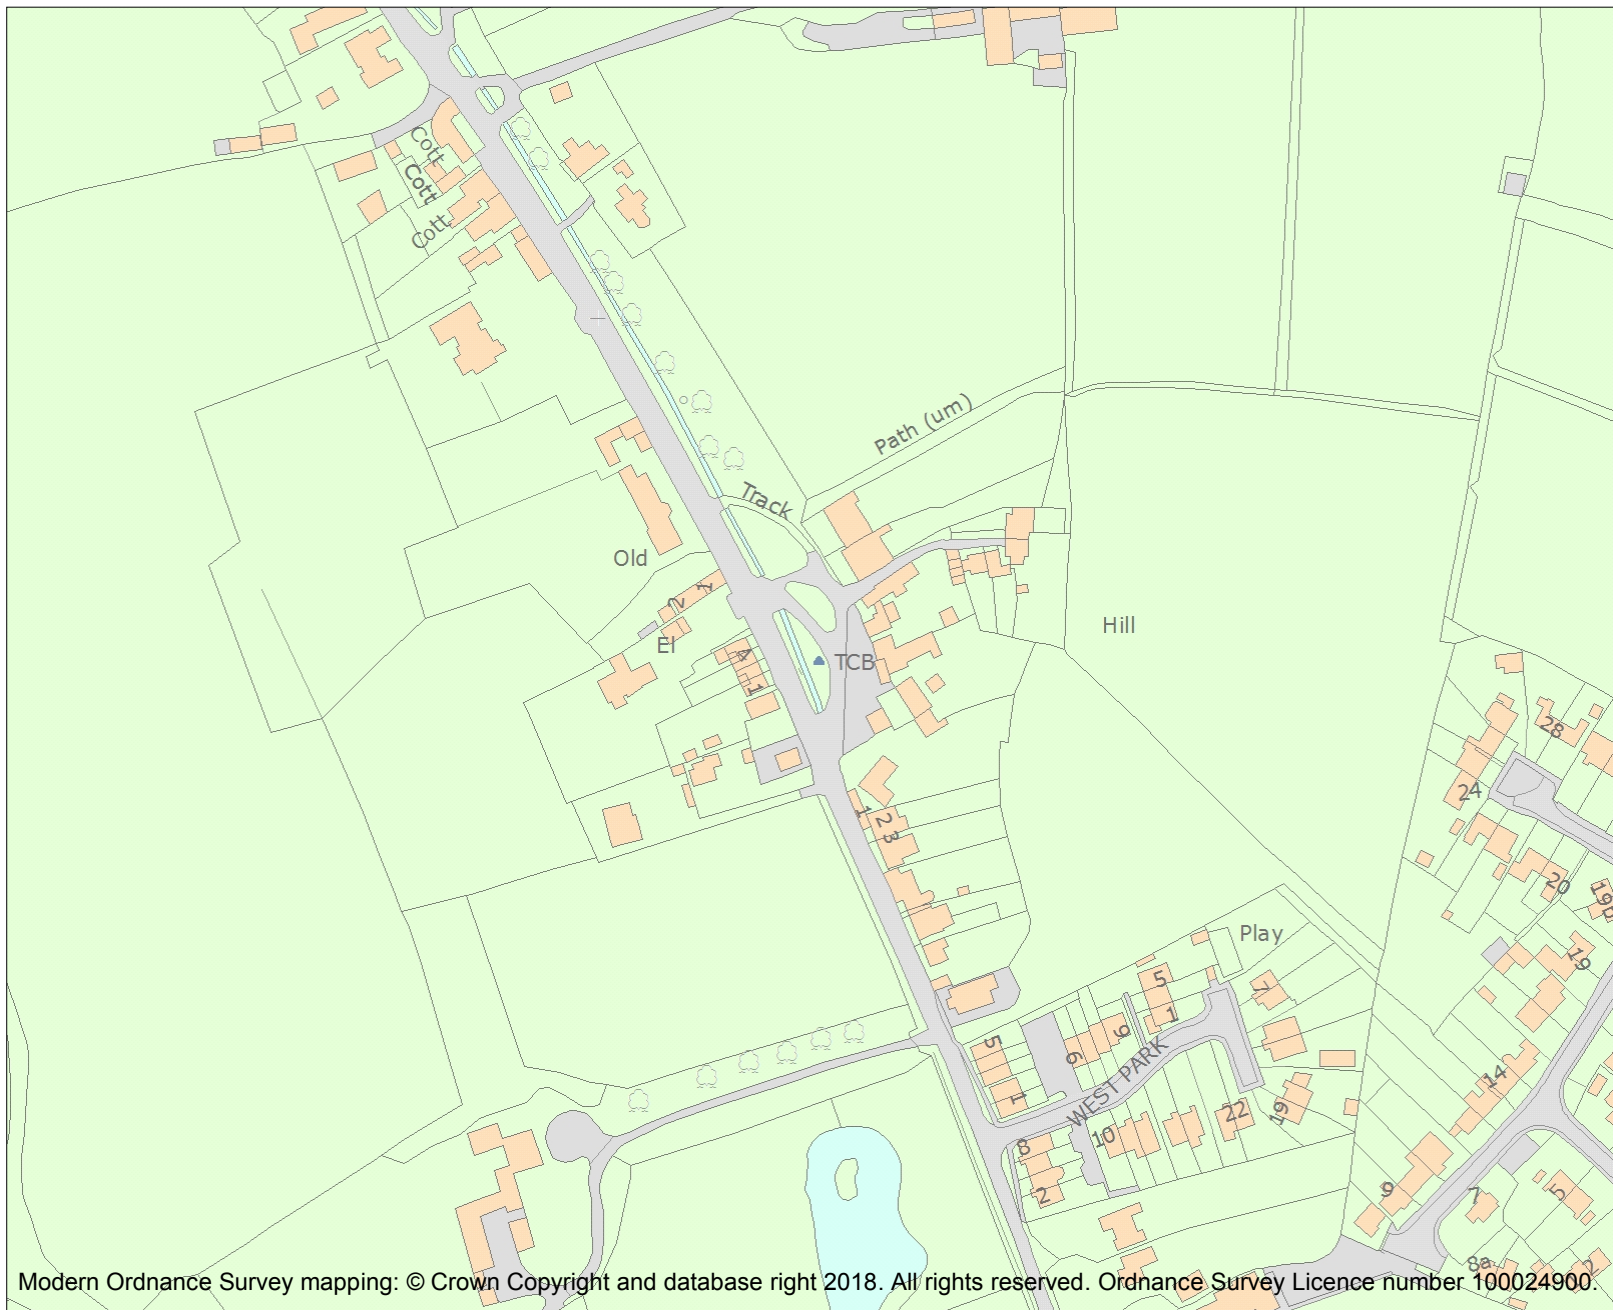 Cott
Cott
Cott
Path (um)
Track
Old
1
2
El
4
1
TCB
Hill
28
24
20
19b
19
1
2
3
Play
5
7
1
9
6
5
1
WEST PARK
14
22
19
10
8
2
9
7
5
8a
2
Modern Ordnance Survey mapping: © Crown Copyright and database right 2018. All rights reserved. Ordnance Survey Licence number 100024900.